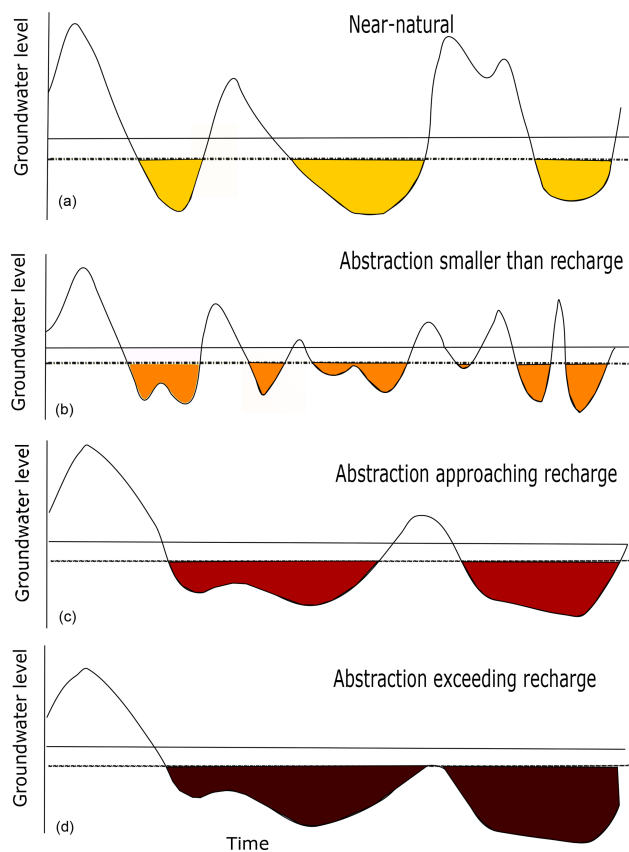 Near-natural
Groundwater level
(a)
Abstraction smaller than recharge
Groundwater level
(b)
Abstraction approaching recharge
Groundwater level
(c)
Abstraction exceeding recharge
Groundwater level
(d)
Time